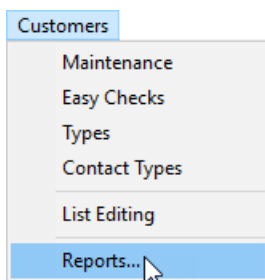 Customers
Maintenance
Easy Checks
Types
Contact Types
List Editing
Reports...